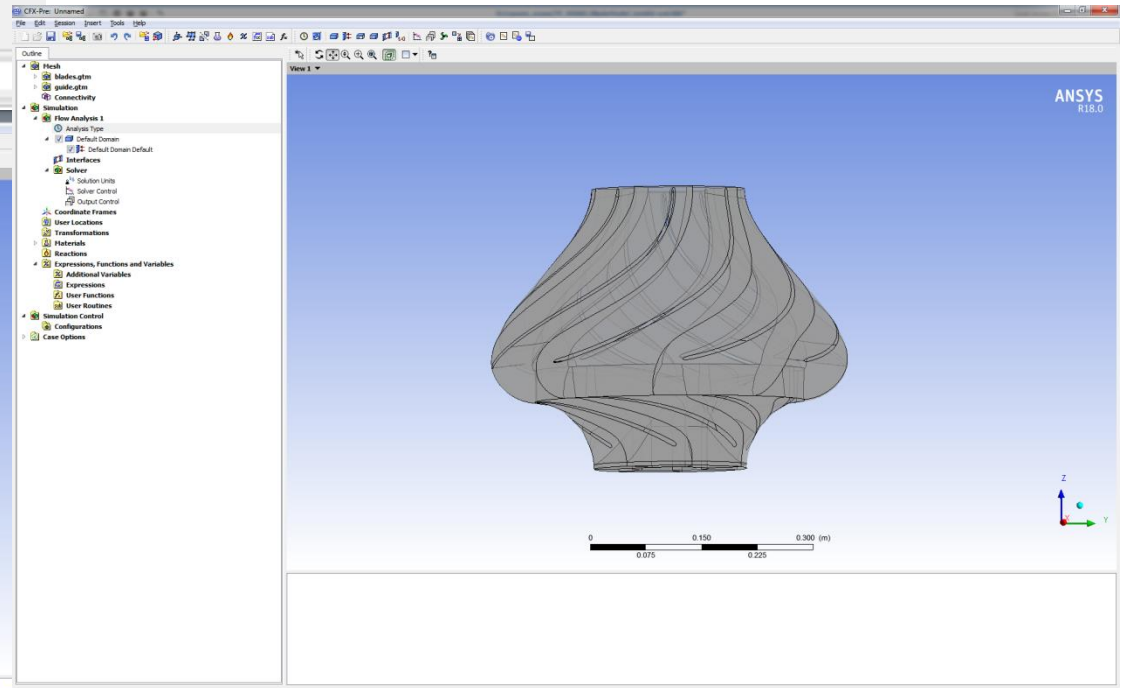 CFX-Pre: Unnamed
File Edit Session Insert Tools Help
Outline
Mesh
blades.gtm
guide.gtm
Connectivity
Simulation
Flow Analysis 1
Analysis Type
Default Domain
Default Domain Default
Interfaces
Solver
Solution Units
Solver Control
Output Control
Coordinate Frames
User Locations
Transformations
Materials
Reactions
Expressions, Functions and Variables
Additional Variables
Expressions
User Functions
User Routines
Simulation Control
Configurations
Case Options
View 1
ANSYS
R18.0
Z
X Y
0 0.150 0.300 (m)
0.075 0.225